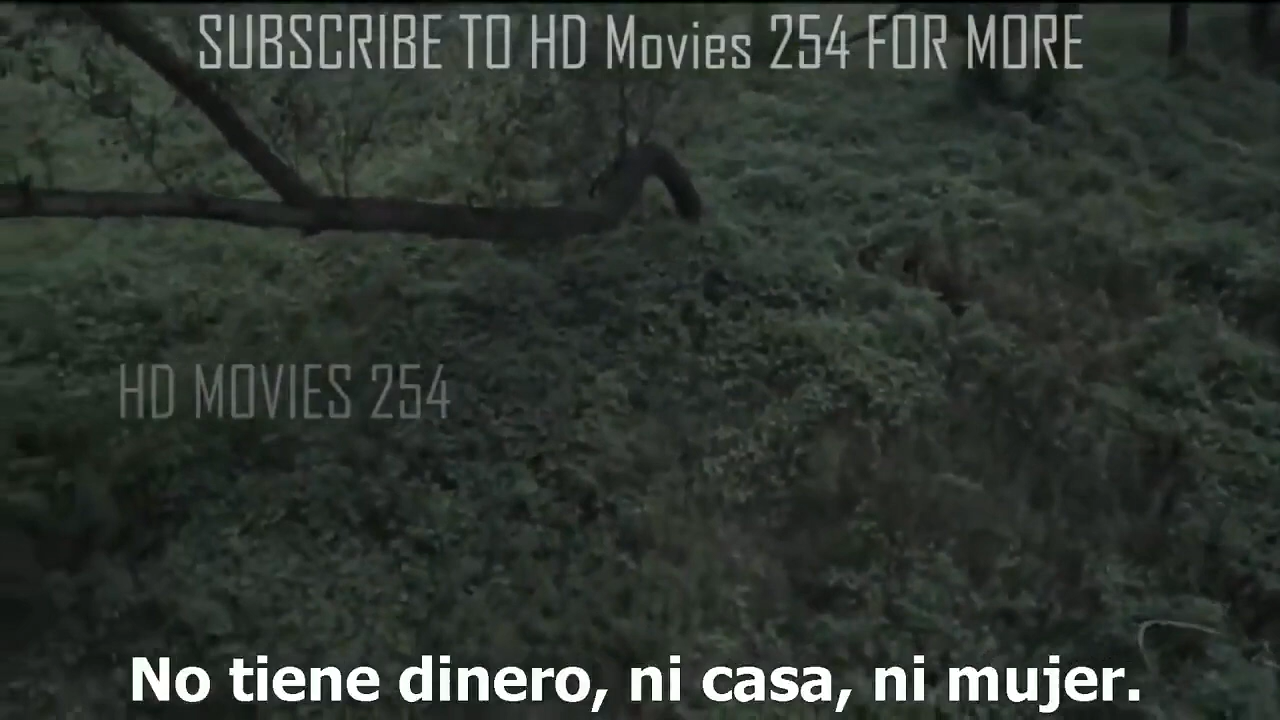 SUBSCRIBE TO HD Movies 254 FOR MORE
HD MOVIES 254
No tiene dinero, ni casa, ni mujer.